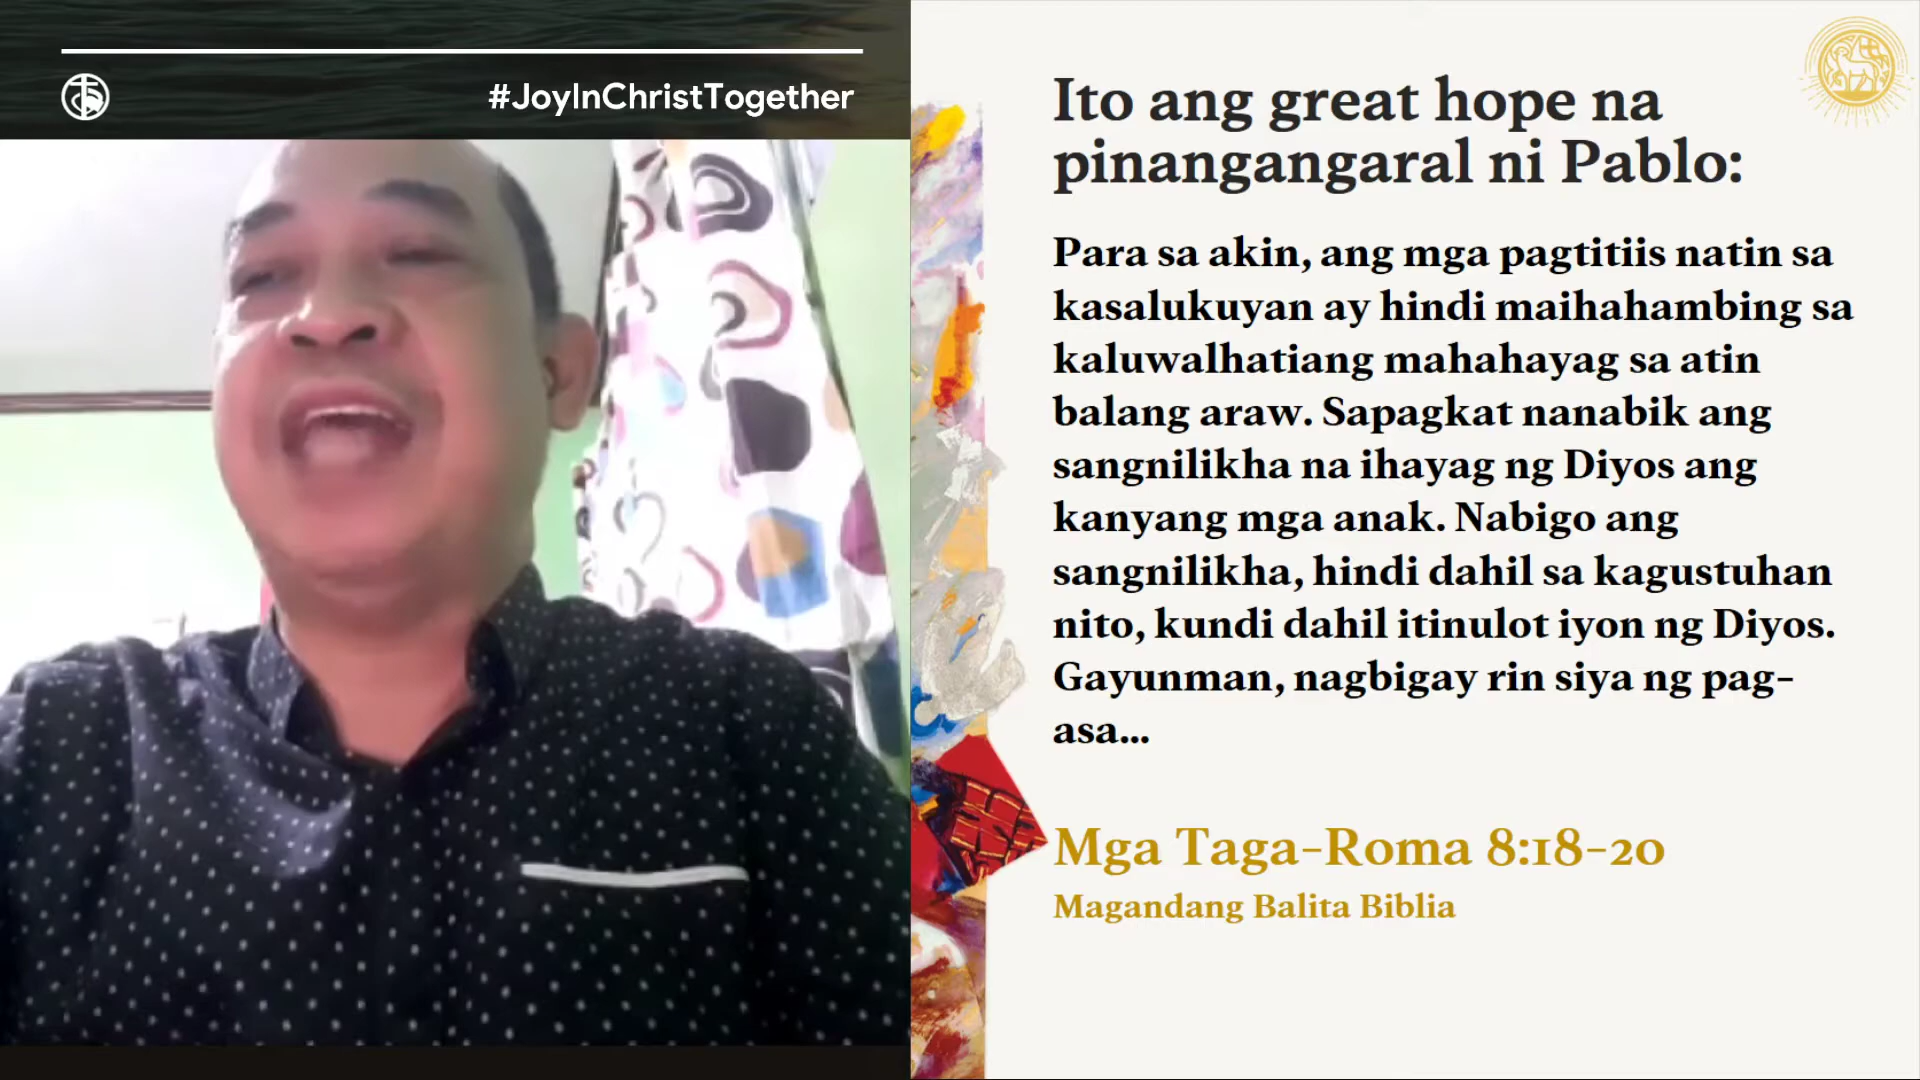 #JoyInChristTogether
Ito ang great hope na
pinangangaral ni Pablo:
Para sa akin, ang mga pagtitiis natin sa
kasalukuyan ay hindi maihahambing sa
kaluwalhatiang mahahayag sa atin
balang araw. Sapagkat nanabik ang
sangnilikha na ihayag ng Diyos ang
kanyang mga anak. Nabigo ang
sangnilikha, hindi dahil sa kagustuhan
nito, kundi dahil itinulot iyon ng Diyos.
Gayunman, nagbigay rin siya ng pag-
asa...
Mga Taga-Roma 8:18-20
Magandang Balita Biblia